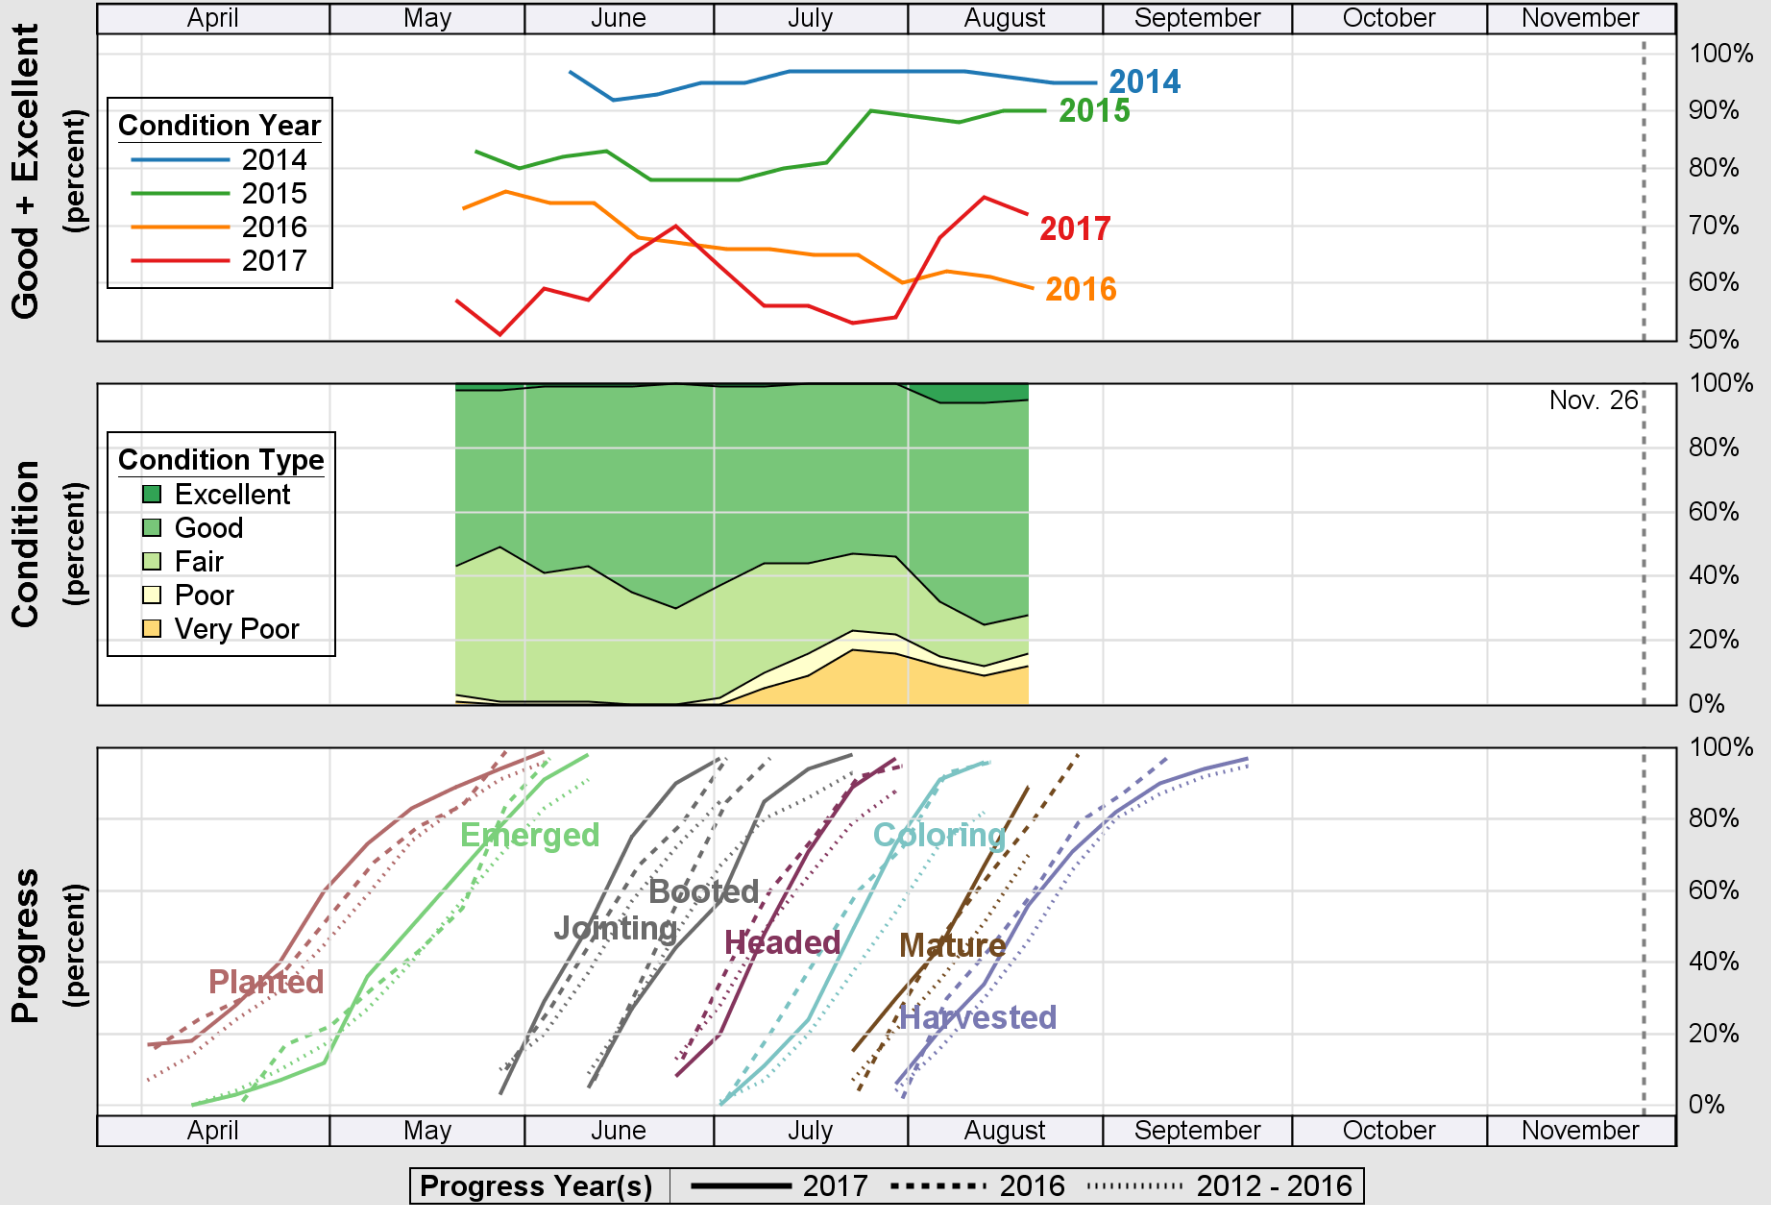 April May June July August September October November
Good + Excellent
(percent)
100%
90%
80%
70%
60%
50%
Condition Year
2014
2015
2016
2017
2014
2015
2017
2016
Condition
(percent)
100%
80%
60%
40%
20%
0%
Nov. 26
Condition Type
Excellent
Good
Fair
Poor
Very Poor
Progress
(percent)
100%
80%
60%
40%
20%
0%
Planted
Emerged
Jointing
Booted
Headed
Coloring
Mature
Harvested
April May June July August September October November
Progress Year(s) 2017 2016 2012 - 2016